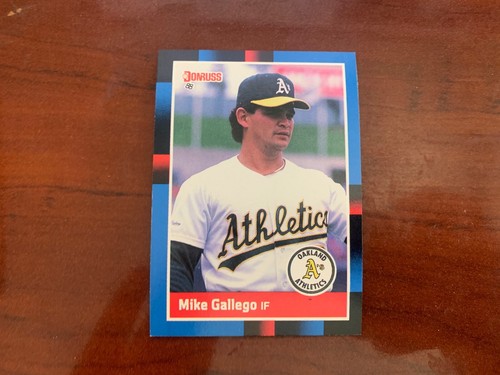 DONRUSS
'88
A's
Athletics
OAKLAND
A's
ATHLETICS
Mike Gallego IF